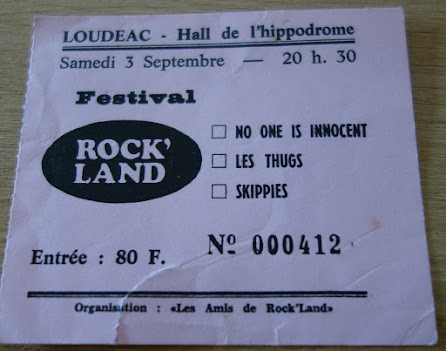 LOUDEAC - Hall de l'hippodrome
Samedi 3 Septembre — 20 h. 30
Festival
ROCK'
LAND
NO ONE IS INNOCENT
LES THUGS
SKIPPIES
Entrée : 80 F.
Nº 000412
Organisation : «Les Amis de Rock'Land»